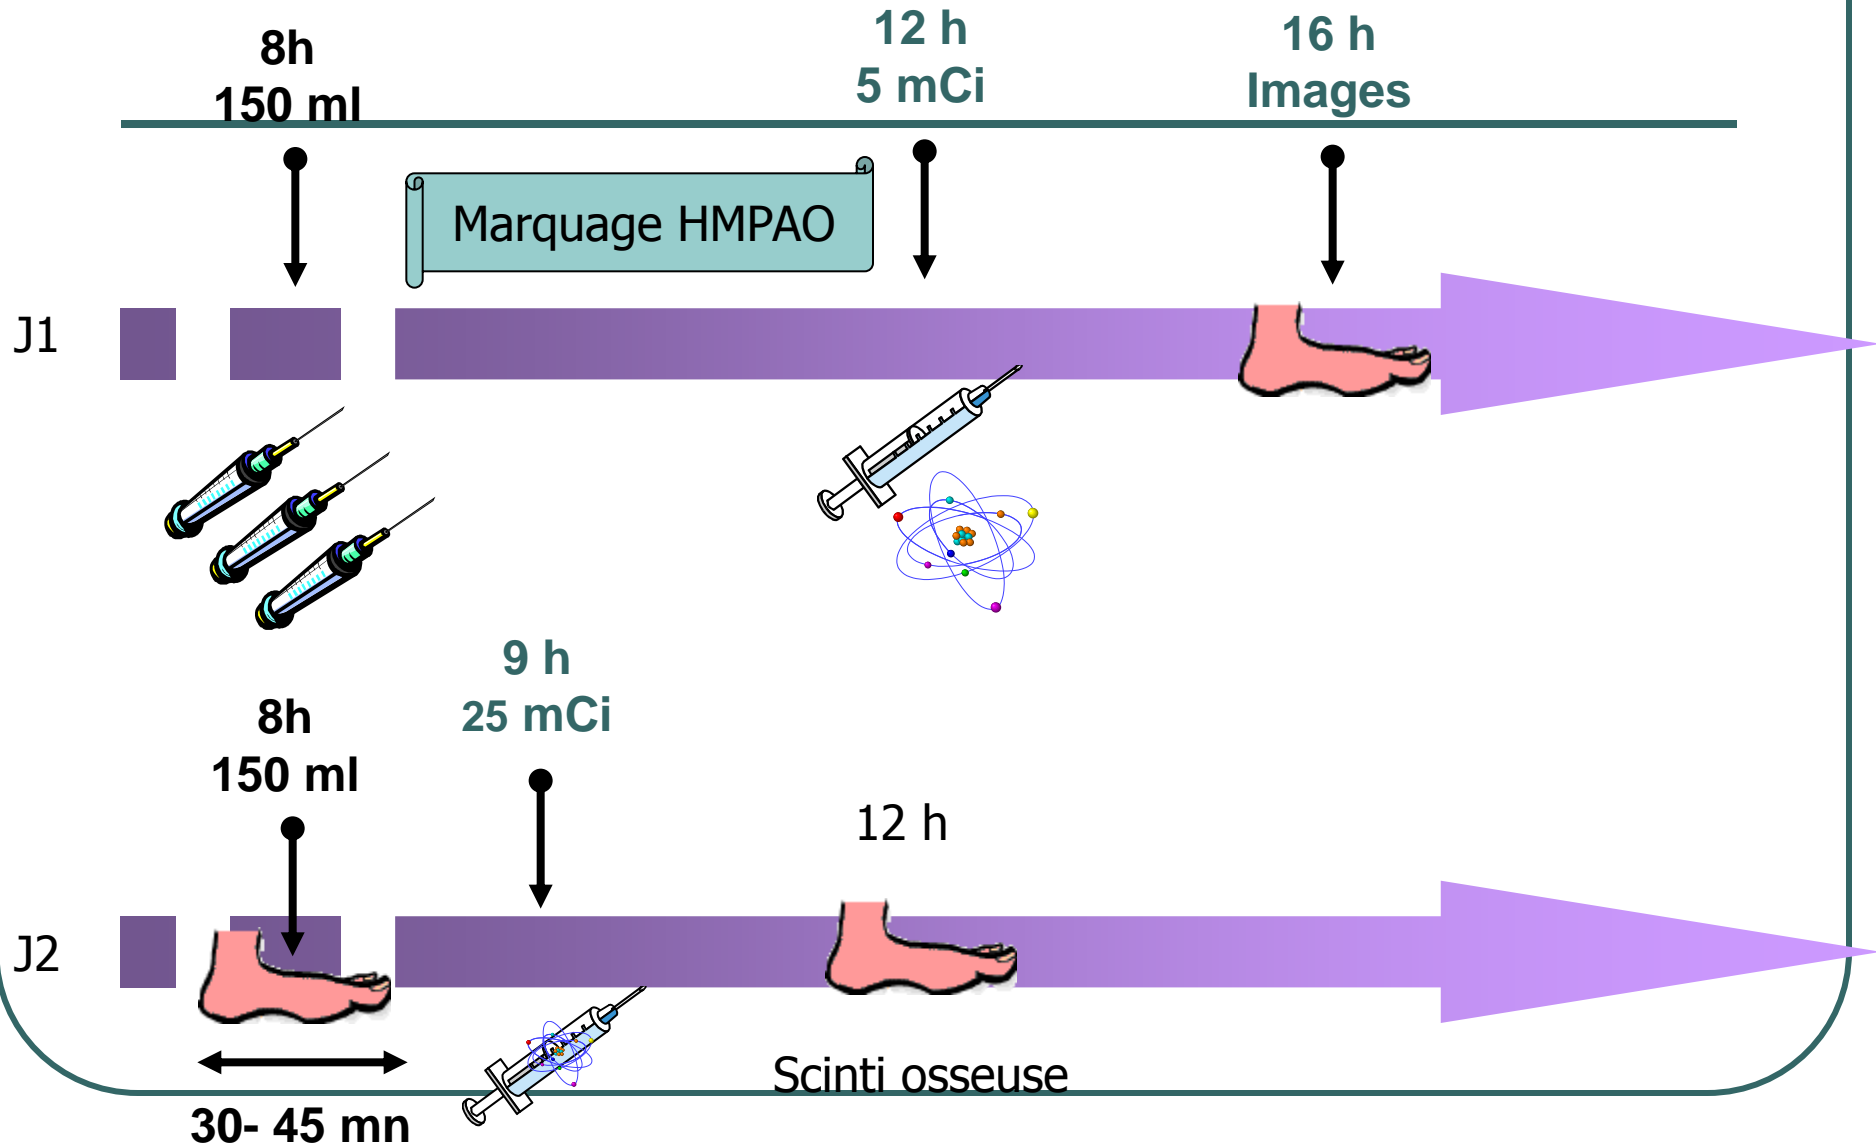 8h
150 ml
12 h
5 mCi
16 h
Images
Marquage HMPAO
J1
9 h
25 mCi
8h
150 ml
12 h
J2
Scinti osseuse
30- 45 mn